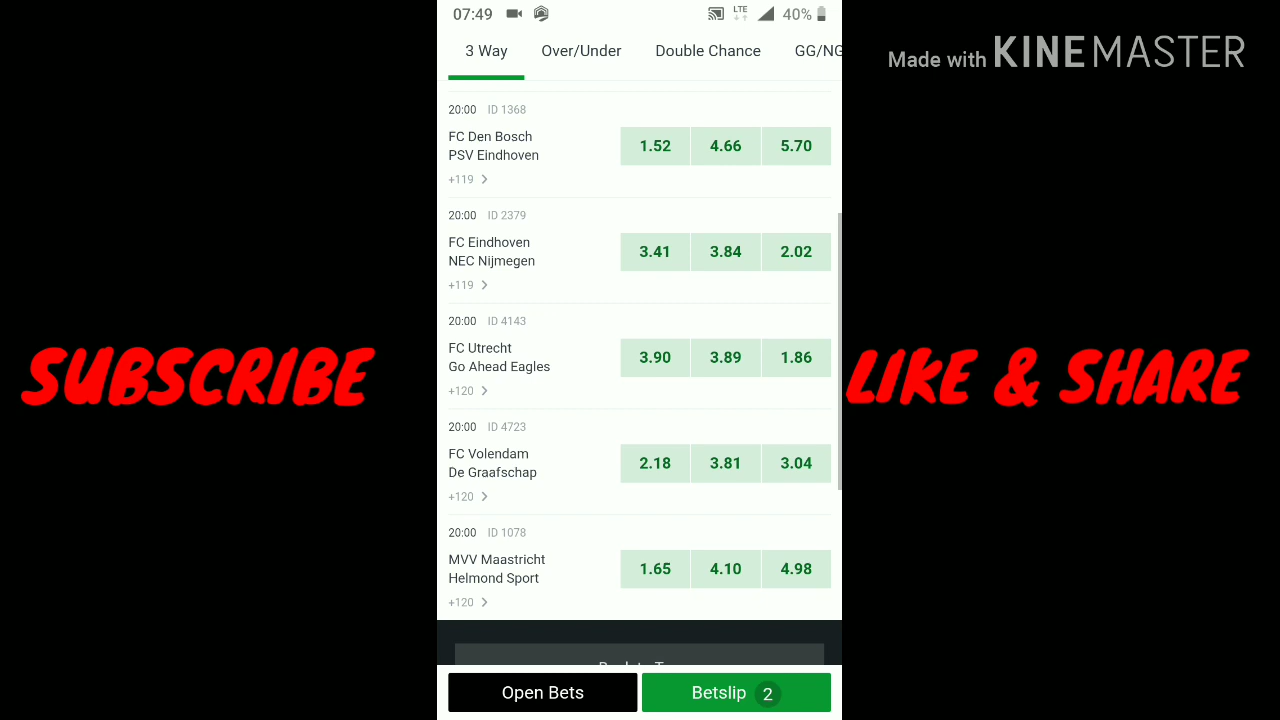 07:49 LTE 40%
Made with KINEMASTER
3 Way Over/Under Double Chance GG/NG
20:00 ID 1368
FC Den Bosch
PSV Eindhoven
1.52 4.66 5.70
+119
20:00 ID 2379
FC Eindhoven
NEC Nijmegen
3.41 3.84 2.02
+119
20:00 ID 4143
FC Utrecht
Go Ahead Eagles
3.90 3.89 1.86
+120
SUBSCRIBE
LIKE & SHARE
20:00 ID 4723
FC Volendam
De Graafschap
2.18 3.81 3.04
+120
20:00 ID 1078
MVV Maastricht
Helmond Sport
1.65 4.10 4.98
+120
Open Bets Betslip 2